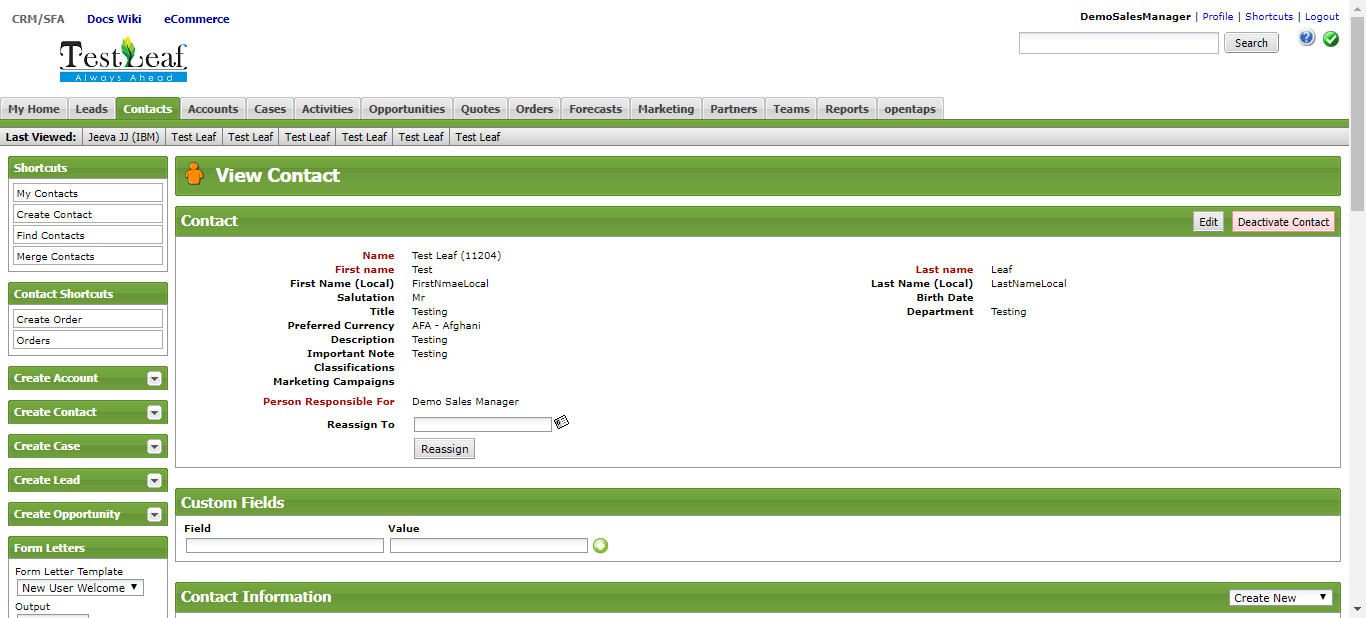 CRM/SFA Docs Wiki eCommerce
DemoSalesManager | Profile | Shortcuts | Logout
TestLeaf
Always Ahead
Search
My Home Leads Contacts Accounts Cases Activities Opportunities Quotes Orders Forecasts Marketing Partners Teams Reports opentaps
Last Viewed: Jeeva JJ (IBM) Test Leaf Test Leaf Test Leaf Test Leaf Test Leaf Test Leaf
Shortcuts
My Contacts
Create Contact
Find Contacts
Merge Contacts
Contact Shortcuts
Create Order
Orders
Create Account
Create Contact
Create Case
Create Lead
Create Opportunity
Form Letters
Form Letter Template
New User Welcome
Output
View Contact
Contact Edit Deactivate Contact
Name Test Leaf (11204)
First name Test Last name Leaf
First Name (Local) FirstNmaeLocal Last Name (Local) LastNameLocal
Salutation Mr Birth Date
Title Testing Department Testing
Preferred Currency AFA - Afghani
Description Testing
Important Note Testing
Classifications
Marketing Campaigns
Person Responsible For Demo Sales Manager
Reassign To
Reassign
Custom Fields
Field Value
Contact Information Create New